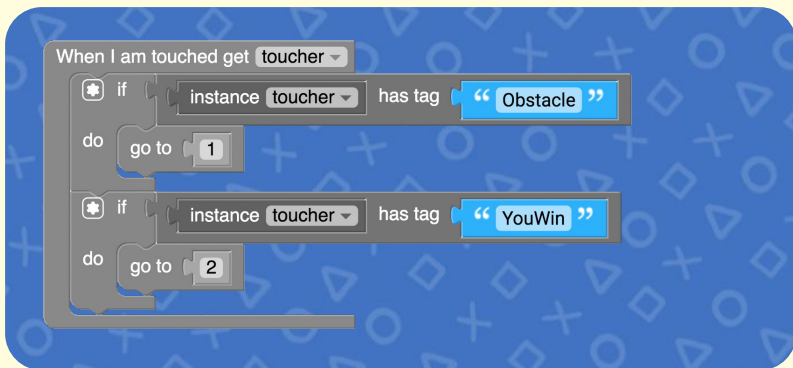 When I am touched get toucher
if instance toucher has tag “ Obstacle ”
do go to 1
if instance toucher has tag “ YouWin ”
do go to 2